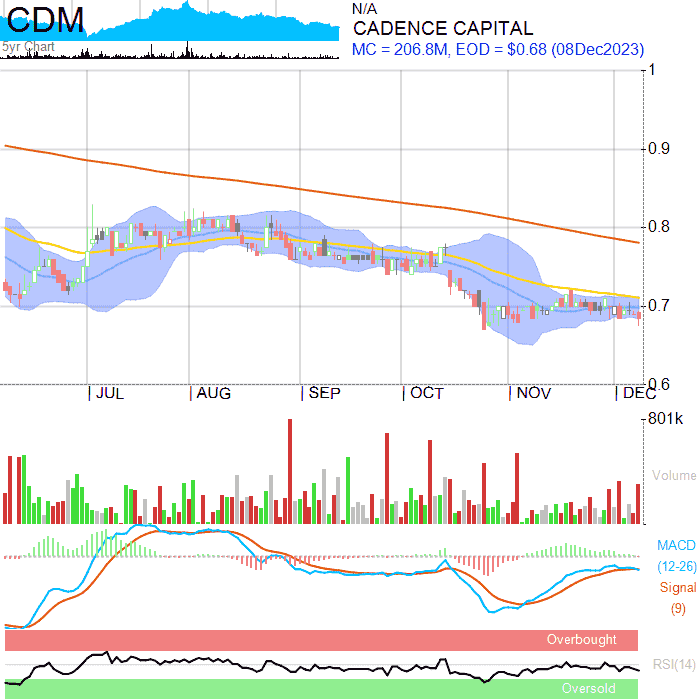 CDM
5yr Chart
N/A
CADENCE CAPITAL
MC = 206.8M, EOD = $0.68 (08Dec2023)
1
0.9
0.8
0.7
0.6
JUL AUG SEP OCT NOV DEC
801k
Volume
MACD
(12-26)
Signal
(9)
Overbought
RSI(14)
Oversold